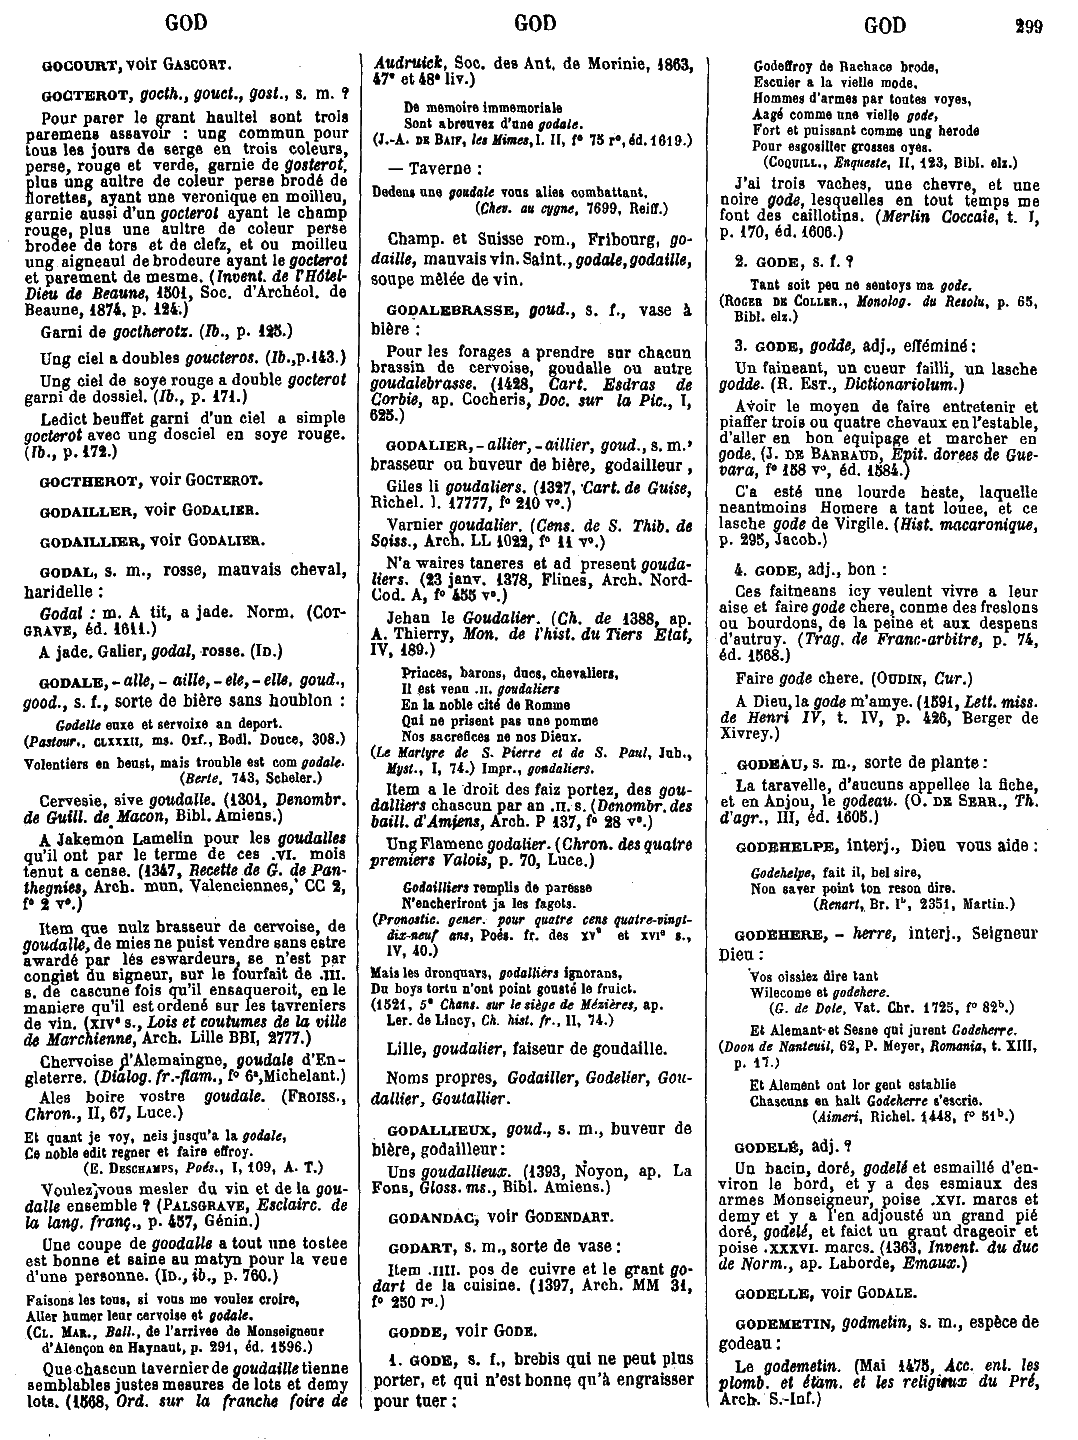 GOD
GOD
GOD
299
GOCOURT, voir GASCORT.
GOCTEROT, gocth., gouct., gost., s. m. ?
Pour parer le grant haultel sont trois
paremens assavoir : ung commun pour
tous les jours de serge en trois coleurs,
perse, rouge et verde, garnie de gosterot,
plus ung aultre de coleur perse brodé de
florettes, ayant une veronique en moilieu,
garnie aussi d'un gocterot ayant le champ
rouge, plus une aultre de coleur perse
brodee de tors et de clefz, et ou moilleu
ung aigneaul de brodeure ayant le gocterot
et parement de mesme. (Invent. de l'Hôtel-
Dieu de Beaune, 1501, Soc. d'Archéol. de
Beaune, 1874, p. 124.)
Garni de goctherotz. (Ib., p. 125.)
Ung ciel a doubles goucteros. (Ib., p.143.)
Ung ciel de soye rouge a double gocterot
garni de dossiel. (Ib., p. 171.)
Ledict beuffet garni d'un ciel a simple
gocterot avec ung dosciel en soye rouge.
(Ib., p. 172.)
GOCTHEROT, voir GOCTEROT.
GODAILLER, voir GODALIER.
GODAILLIER, voir GODALIER.
GODAL, s. m., rosse, mauvais cheval,
haridelle :
Godal : m. A tit, a jade. Norm. (COT-
GRAVE, éd. 1611.)
A jade. Galier, godal, rosse. (ID.)
GODALE, - alle, - aille, - ele, - elle, goud.,
good., s. f., sorte de bière sans houblon :
Godelle euxe et servoise an deport.
(Pastour., CLXXXII, ms. Oxf., Bodl. Douce, 308.)
Volentiers en beust, mais trouble est com godale.
(Berte, 743, Scheler.)
Cervesie, sive goudalle. (1301, Denombr.
de Guill. de Macon, Bibl. Amiens.)
A Jakemon Lamelin pour les goudalles
qu'il ont par le terme de ces .VI. mois
tenut a cense. (1347, Recette de G. de Pan-
thegnies, Arch. mun. Valenciennes, CC 2,
f° 2 v°.)
Item que nulz brasseur de cervoise, de
goudalle, de mies ne puist vendre sans estre
awardé par lés eswardeurs, se n'est par
congiet du signeur, sur le fourfait de .III.
s. de cascune fois qu'il ensaqueroit, en le
maniere qu'il est ordené sur les tavreniers
de vin. (XIV° s., Lois et coutumes de la ville
de Marchienne, Arch. Lille BBI, 2777.)
Chervoise d'Alemaingne, goudale d'En-
gleterre. (Dialog. fr.-flam., f° 6ª, Michelant.)
Ales boire vostre goudale. (FROISS.,
Chron., II, 67, Luce.)
Et quant je voy, neis jusqu'a la godale,
Ce noble edit regner et faire effroy.
(E. DESCHAMPS, Poés., I, 109, A. T.)
Voulez vous mesler du vin et de la gou-
dalle ensemble ? (PALSGRAVE, Esclairc. de
la lang. franç., p. 457, Génin.)
Une coupe de goodalle a tout une tostee
est bonne et saine au matyn pour la veue
d'une personne. (ID., ib., p. 760.)
Faisons les tous, si vous me voulez croire,
Aller humer leur cervoise et godale.
(CL. MAR., Ball., de l'arrivee de Monseigneur
d'Alençon en Haynaut, p. 291, éd. 1596.)
Que chascun tavernier de goudaille tienne
semblables justes mesures de lots et demy
lots. (1568, Ord. sur la franche foire de
Audruick, Soc. des Ant. de Morinie, 1863,
47° et 48° liv.)
De memoire immemoriale
Sont abreuvez d'une godale.
(J.-A. DE BAIF, les Mimes, I. II, f° 75 r°, éd. 1619.)
— Taverne :
Dedens une goudale vous alies combattant,
(Chev. au cygne, 7699, Reiff.)
Champ. et Suisse rom., Fribourg, go-
daille, mauvais vin. Saint., godale, godaille,
soupe mêlée de vin.
GODALEBRASSE, goud., s. f., vase à
bière :
Pour les forages a prendre sur chacun
brassin de cervoise, goudalle ou autre
goudalebrasse. (1428, Cart. Esdras de
Corbie, ap. Cocheris, Doc. sur la Pic., I,
625.)
GODALIER, - allier, - aillier, goud., s. m.,
brasseur ou buveur de bière, godailleur,
Giles li goudaliers. (1327, Cart. de Guise,
Richel. l. 17777, f° 210 v°.)
Varnier goudalier. (Cens. de S. Thib. de
Soiss., Arch. LL 1022, f° 11 v°.)
N'a waires taneres et ad present gouda-
liers. (23 janv. 1378, Flines, Arch. Nord-
Cod. A, f° 455 v°.)
Jehan le Goudalier. (Ch. de 1388, ap.
A. Thierry, Mon. de l'hist. du Tiers Etat,
IV, 189.)
Princes, barons, ducs, chevaliers,
Il est venu .II. goudaliers
En la noble cité de Romme
Qui ne prisent pas une pomme
Nos sacrefices ne nos Dieux.
(Le Martyre de S. Pierre et de S. Paul, Jub.,
Myst., I, 74.) Impr., gondaliers.
Item a le droit des faiz portez, des gou-
dalliers chascun par an .II. s. (Denombr. des
baill. d'Amiens, Arch. P 137, f° 28 v°.)
Ung Flamenc godalier. (Chron. des quatre
premiers Valois, p. 70, Luce.)
Godailliers remplis de paresse
N'encheriront ja les fagots.
(Pronostic. gener. pour quatre cens quatre-vingt-
dix-neuf ans, Poés. fr. des XV° et XVI° s.,
IV, 40.)
Mais les dronquars, godalliers ignorans,
Du boys tortu n'ont point gousté le fruict.
(1521, 5° Chans. sur le siège de Mézières, ap.
Ler. de Lincy, Ch. hist. fr., II, 74.)
Lille, goudalier, faiseur de goudaille.
Noms propres, Godailler, Godelier, Gou-
dallier, Goutallier.
GODALLIEUX, goud., s. m., buveur de
bière, godailleur :
Uns goudallieux. (1393, Noyon, ap. La
Fons, Gloss. ms., Bibl. Amiens.)
GODANDAC, voir GODENDART.
GODART, s. m., sorte de vase :
Item .IIII. pos de cuivre et le grant go-
dart de la cuisine. (1397, Arch. MM 31,
f° 250 r°.)
GODDE, voir GODE.
1. GODE, s. f., brebis qui ne peut plus
porter, et qui n'est bonne qu'à engraisser
pour tuer :
Godeffroy de Rachace brode,
Escuier a la vielle mode,
Hommes d'armes par toutes voyes,
Aagé comme une vielle gode,
Fort et puissant comme ung herode
Pour esgosiller grosses oyes.
(COQUILL., Enqueste, II, 123, Bibl. elz.)
J'ai trois vaches, une chevre, et une
noire gode, lesquelles en tout temps me
font des caillotins. (Merlin Coccaie, t. I,
p. 170, éd. 1606.)
2. GODE, s. f. ?
Tant soit peu ne sentoys ma gode.
(ROGER DE COLLER., Monolog. du Resolu, p. 65,
Bibl. elz.)
3. GODE, godde, adj., efféminé :
Un faineant, un cueur failli, un lasche
godde. (R. EST., Dictionariolum.)
Avoir le moyen de faire entretenir et
piaffer trois ou quatre chevaux en l'estable,
d'aller en bon equipage et marcher en
gode. (J. DE BARRAUD, Epit. dorees de Gue-
vara, f° 158 v°, éd. 1584.)
C'a esté une lourde beste, laquelle
neantmoins Homere a tant louee, et ce
lasche gode de Virgile. (Hist. macaronique,
p. 295, Jacob.)
4. GODE, adj., bon :
Ces faitneans icy veulent vivre a leur
aise et faire gode chere, conme des freslons
ou bourdons, de la peine et aux despens
d'autruy. (Trag. de Franc-arbitre, p. 74,
éd. 1568.)
Faire gode chere. (OUDIN, Cur.)
A Dieu, la gode m'amye. (1591, Lett. miss.
de Henri IV, t. IV, p. 426, Berger de
Xivrey.)
GODEAU, s. m., sorte de plante :
La taravelle, d'aucuns appellee la fiche,
et en Anjou, le godeau. (O. DE SERR., Th.
d'agr., III, éd. 1605.)
GODEHELPE, interj., Dieu vous aide :
Godehelpe, fait il, bel sire,
Non saver point ton reson dire.
(Renart, Br. Iᵇ, 2351, Martin.)
GODEHERE, - herre, interj., Seigneur
Dieu :
Vos oissiez dire tant
Wilecome et godehere.
(G. de Dole, Vat. Chr. 1725, f° 82ᵇ.)
Et Alemant et Sesne qui jurent Godeherre.
(Doon de Nanteuil, 62, P. Meyer, Romania, t. XIII,
p. 17.)
Et Alement ont lor gent establie
Chascuns en halt Godeherre s'escrie.
(Aimeri, Richel. 1448, f° 51ᵇ.)
GODELÉ, adj. ?
Un bacin, doré, godelé et esmaillé d'en-
viron le bord, et y a des esmiaux des
armes Monseigneur, poise .XVI. marcs et
demy et y a l'en adjousté un grand pié
doré, godelé, et faict un grant drageoir et
poise .XXXVI. marcs. (1363, Invent. du duc
de Norm., ap. Laborde, Emaux.)
GODELLE, voir GODALE.
GODEMETIN, godmetin, s. m., espèce de
godeau :
Le godemetin. (Mai 1475, Acc. ent. les
plomb. et étam. et les religieux du Pré,
Arch. S.-Inf.)